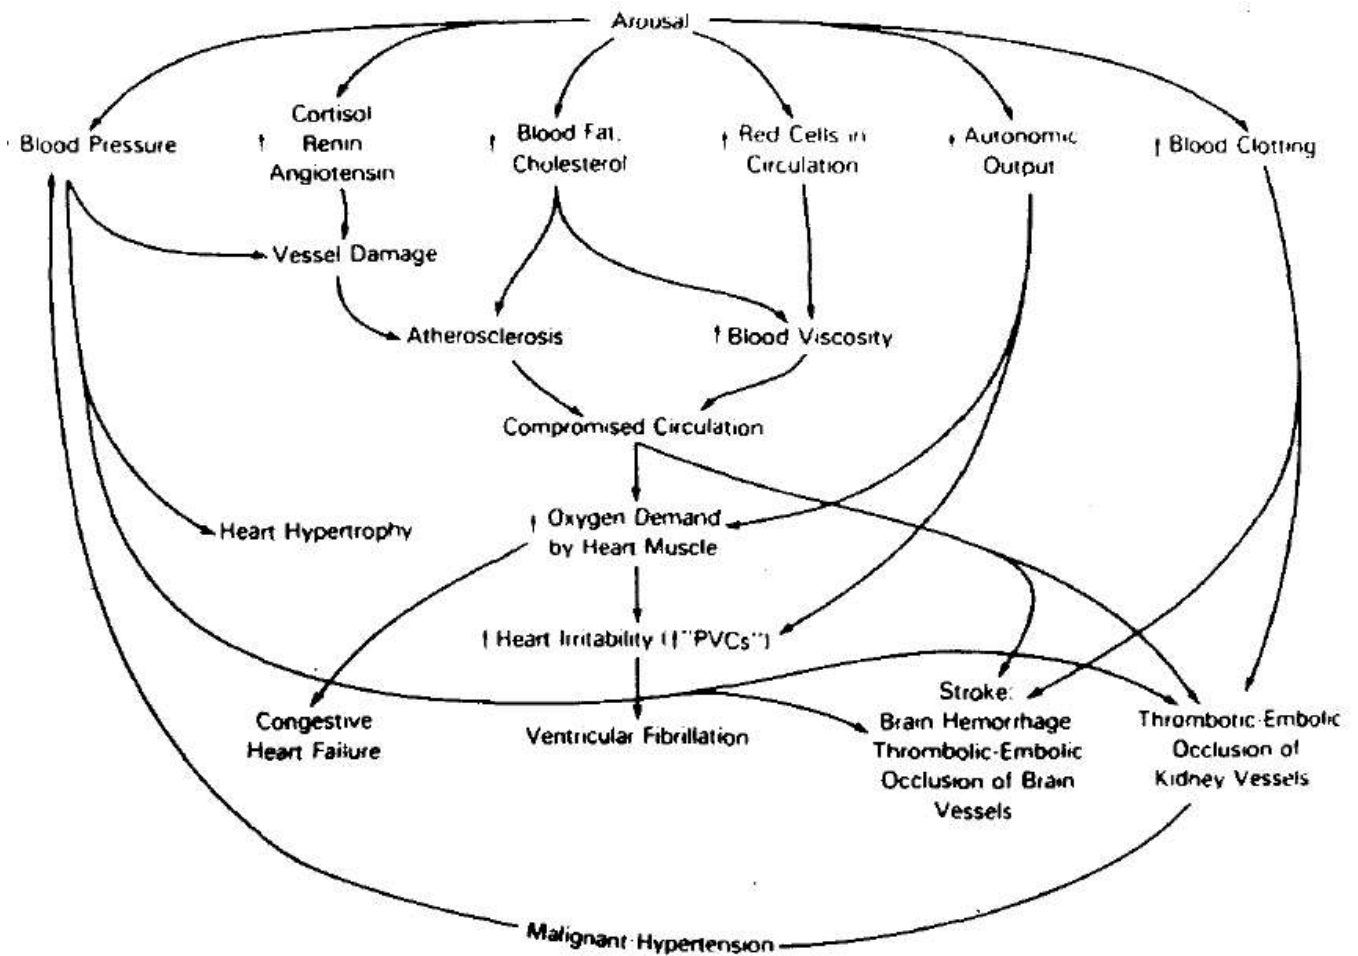 Arousal
↑ Blood Pressure
Cortisol
↑ Renin
Angiotensin
↑ Blood Fat,
Cholesterol
↑ Red Cells in
Circulation
↑ Autonomic
Output
↑ Blood Clotting
Vessel Damage
Atherosclerosis
↑ Blood Viscosity
Compromised Circulation
Heart Hypertrophy
↑ Oxygen Demand
by Heart Muscle
↑ Heart Irritability (↑"PVCs")
Congestive
Heart Failure
Ventricular Fibrillation
Stroke:
Brain Hemorrhage
Thrombolic-Embolic
Occlusion of Brain
Vessels
Thrombotic-Embolic
Occlusion of
Kidney Vessels
Malignant Hypertension